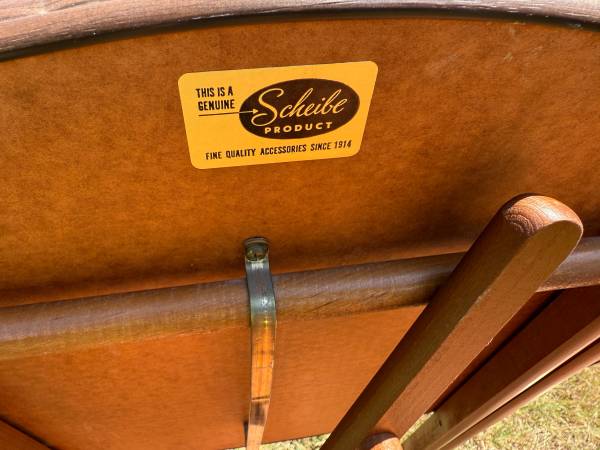 THIS IS A
GENUINE
Scheibe
PRODUCT
FINE QUALITY ACCESSORIES SINCE 1914